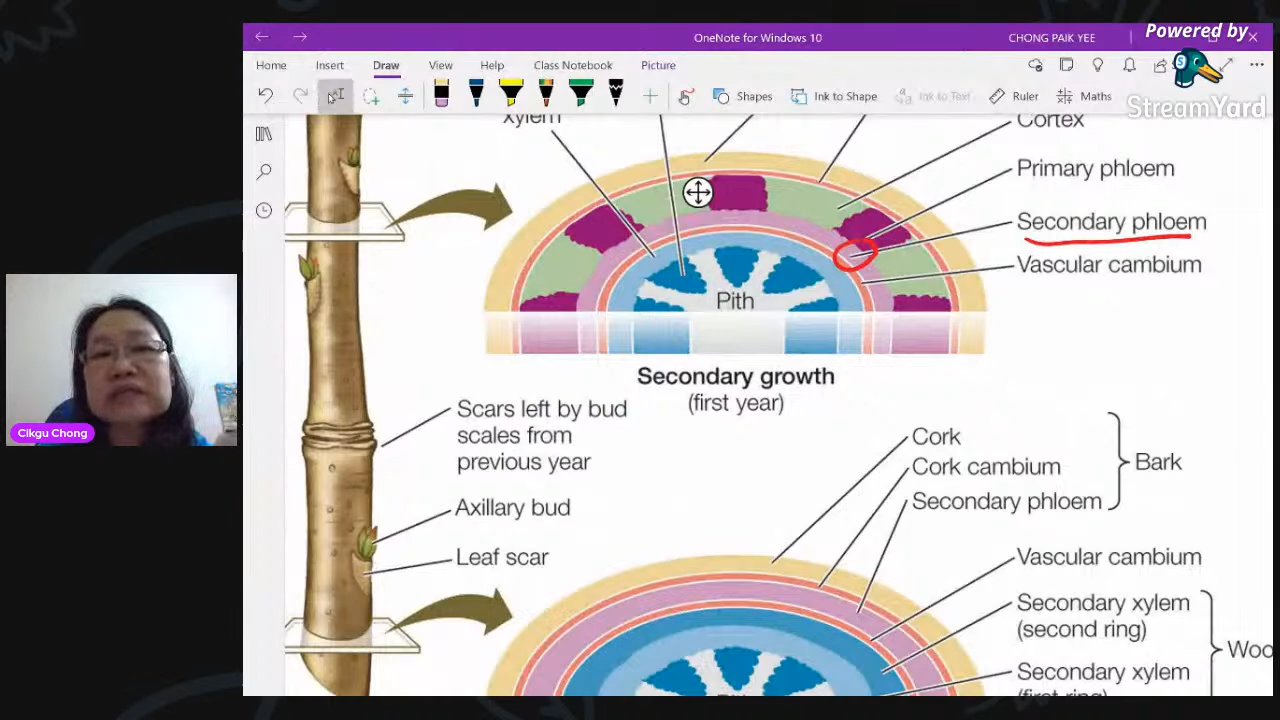 Powered by
StreamYard
OneNote for Windows 10
CHONG PAIK YEE
Home
Insert
Draw
View
Help
Class Notebook
Picture
Shapes
Ink to Shape
Ink to Text
Ruler
Maths
xylem
Cortex
Primary phloem
Secondary phloem
Vascular cambium
Pith
Secondary growth
(first year)
Scars left by bud
scales from
previous year
Axillary bud
Leaf scar
Cork
Cork cambium
Secondary phloem
Bark
Vascular cambium
Secondary xylem
(second ring)
Woo
Secondary xylem
(first ring)
Cikgu Chong